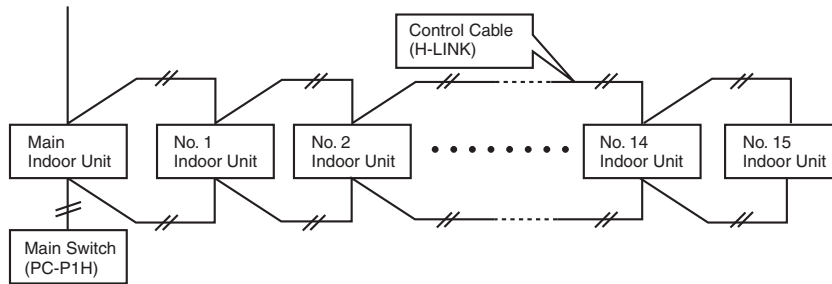 Control Cable
(H-LINK)
Main
Indoor Unit
No. 1
Indoor Unit
No. 2
Indoor Unit
No. 14
Indoor Unit
No. 15
Indoor Unit
Main Switch
(PC-P1H)